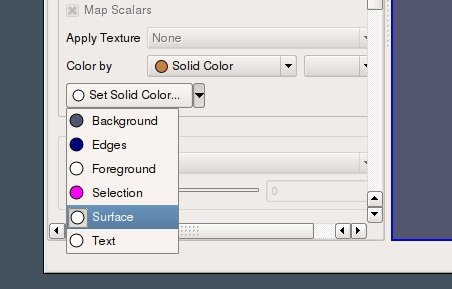 Map Scalars
Apply Texture None
Color by Solid Color
Set Solid Color...
Background
Edges
Foreground
Selection
0
Surface
Text